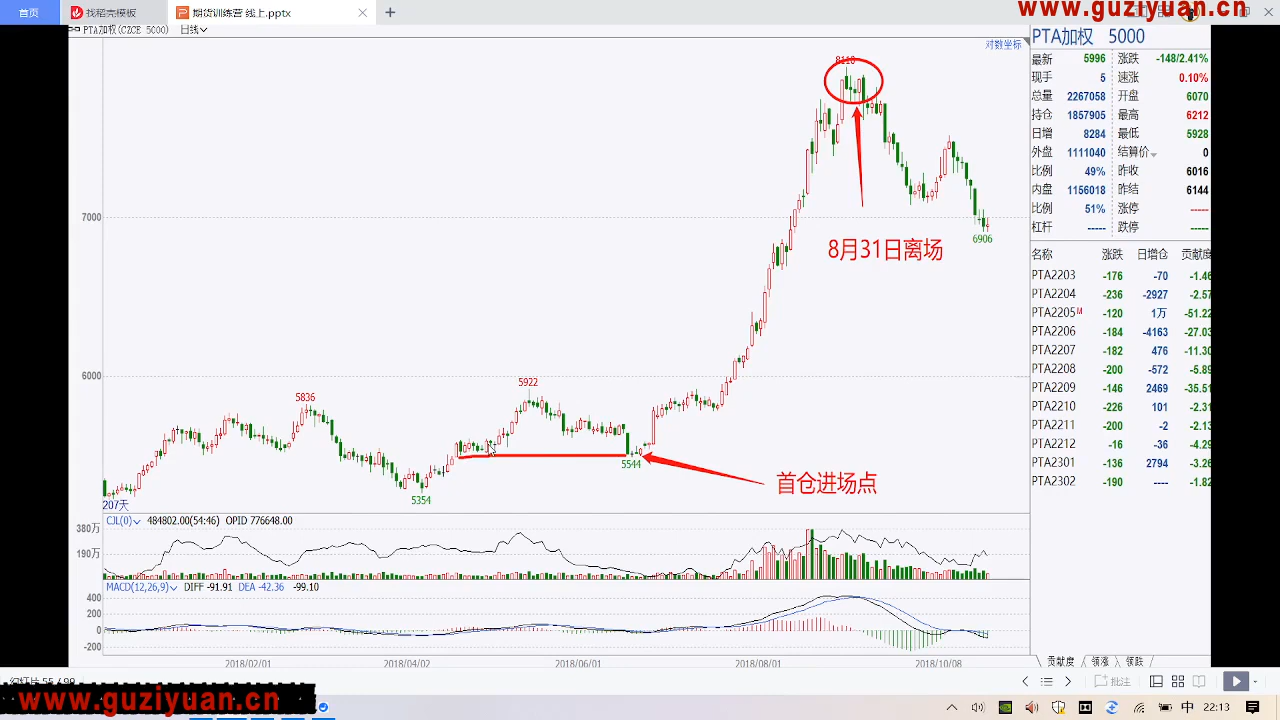 首页
找稻壳模板
期货训练营 线上.pptx
www.guziyuan.cn
PTA加权 (CZCE 5000) 日线
对数坐标
PTA加权 5000
最新 5996 涨跌 -148/2.41%
现手 5 速涨 0.10%
总量 2267058 开盘 6070
持仓 1857905 最高 6212
日增 8284 最低 5928
外盘 1111040 结算价 0
比例 49% 昨收 6016
内盘 1156018 昨结 6144
比例 51% 涨停 -----
杠杆 ----- 跌停 -----
名称 涨跌 日增仓 贡献度
PTA2203 -176 -70 -1.46
PTA2204 -236 -2927 -2.57
PTA2205M -120 1万 -51.22
PTA2206 -184 -4163 -27.03
PTA2207 -182 476 -11.30
PTA2208 -200 -572 -5.89
PTA2209 -146 2469 -35.51
PTA2210 -226 101 -2.31
PTA2211 -200 -2 -2.13
PTA2212 -16 -36 -4.29
PTA2301 -136 2794 -3.26
PTA2302 -190 ---- -1.82
贡献度 领涨 领跌
8110
7000
8月31日离场
6906
6000
5836
5922
5354
5544
首仓进场点
207天
CJL(0) 484802.00(54:46) OPID 776648.00
380万
190万
MACD(12,26,9) DIFF -91.91 DEA -42.36 -99.10
400
200
0
-200
2018/02/01 2018/04/02 2018/06/01 2018/08/01 2018/10/08
批注
www.guziyuan.cn
中 22:13